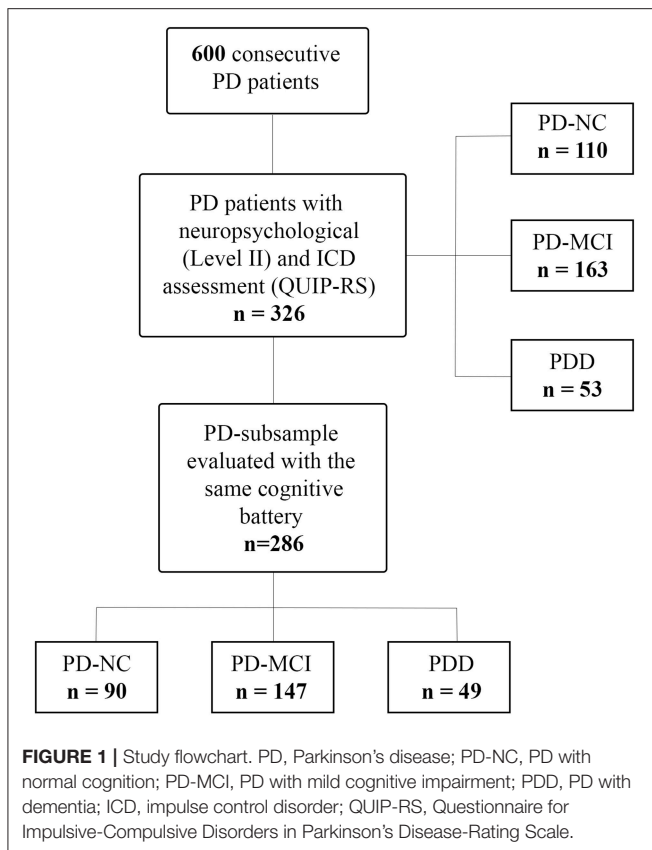 600 consecutive
PD patients
PD-NC
n = 110
PD patients with
neuropsychological
(Level II) and ICD
assessment (QUIP-RS)
n = 326
PD-MCI
n = 163
PDD
n = 53
PD-subsample
evaluated with the
same cognitive
battery
n=286
PD-NC
n = 90
PD-MCI
n = 147
PDD
n = 49
FIGURE 1 | Study flowchart. PD, Parkinson's disease; PD-NC, PD with
normal cognition; PD-MCI, PD with mild cognitive impairment; PDD, PD with
dementia; ICD, impulse control disorder; QUIP-RS, Questionnaire for
Impulsive-Compulsive Disorders in Parkinson's Disease-Rating Scale.